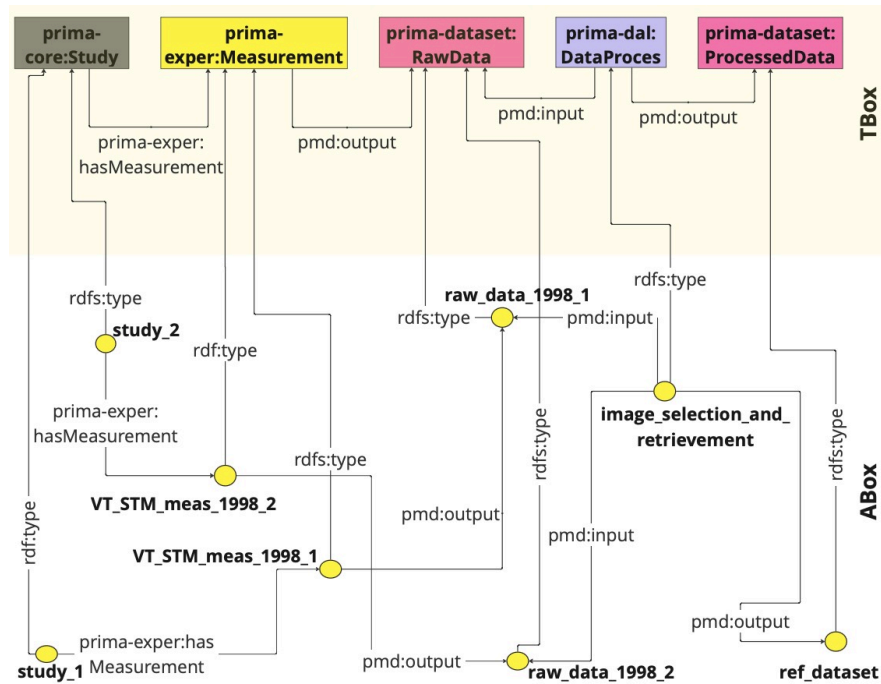 prima-
core:Study
prima-
exper:Measurement
prima-dataset:
RawData
prima-dal:
DataProces
prima-dataset:
ProcessedData
TBox
prima-exper:
hasMeasurement
pmd:output
pmd:input
pmd:output
rdfs:type
raw_data_1998_1
rdfs:type
rdfs:type
pmd:input
study_2
rdf:type
prima-exper:
hasMeasurement
image_selection_and_
retrievement
rdfs:type
rdfs:type
rdfs:type
ABox
VT_STM_meas_1998_2
pmd:output
pmd:input
rdf:type
VT_STM_meas_1998_1
pmd:output
prima-exper:has
Measurement
study_1
pmd:output
raw_data_1998_2
ref_dataset